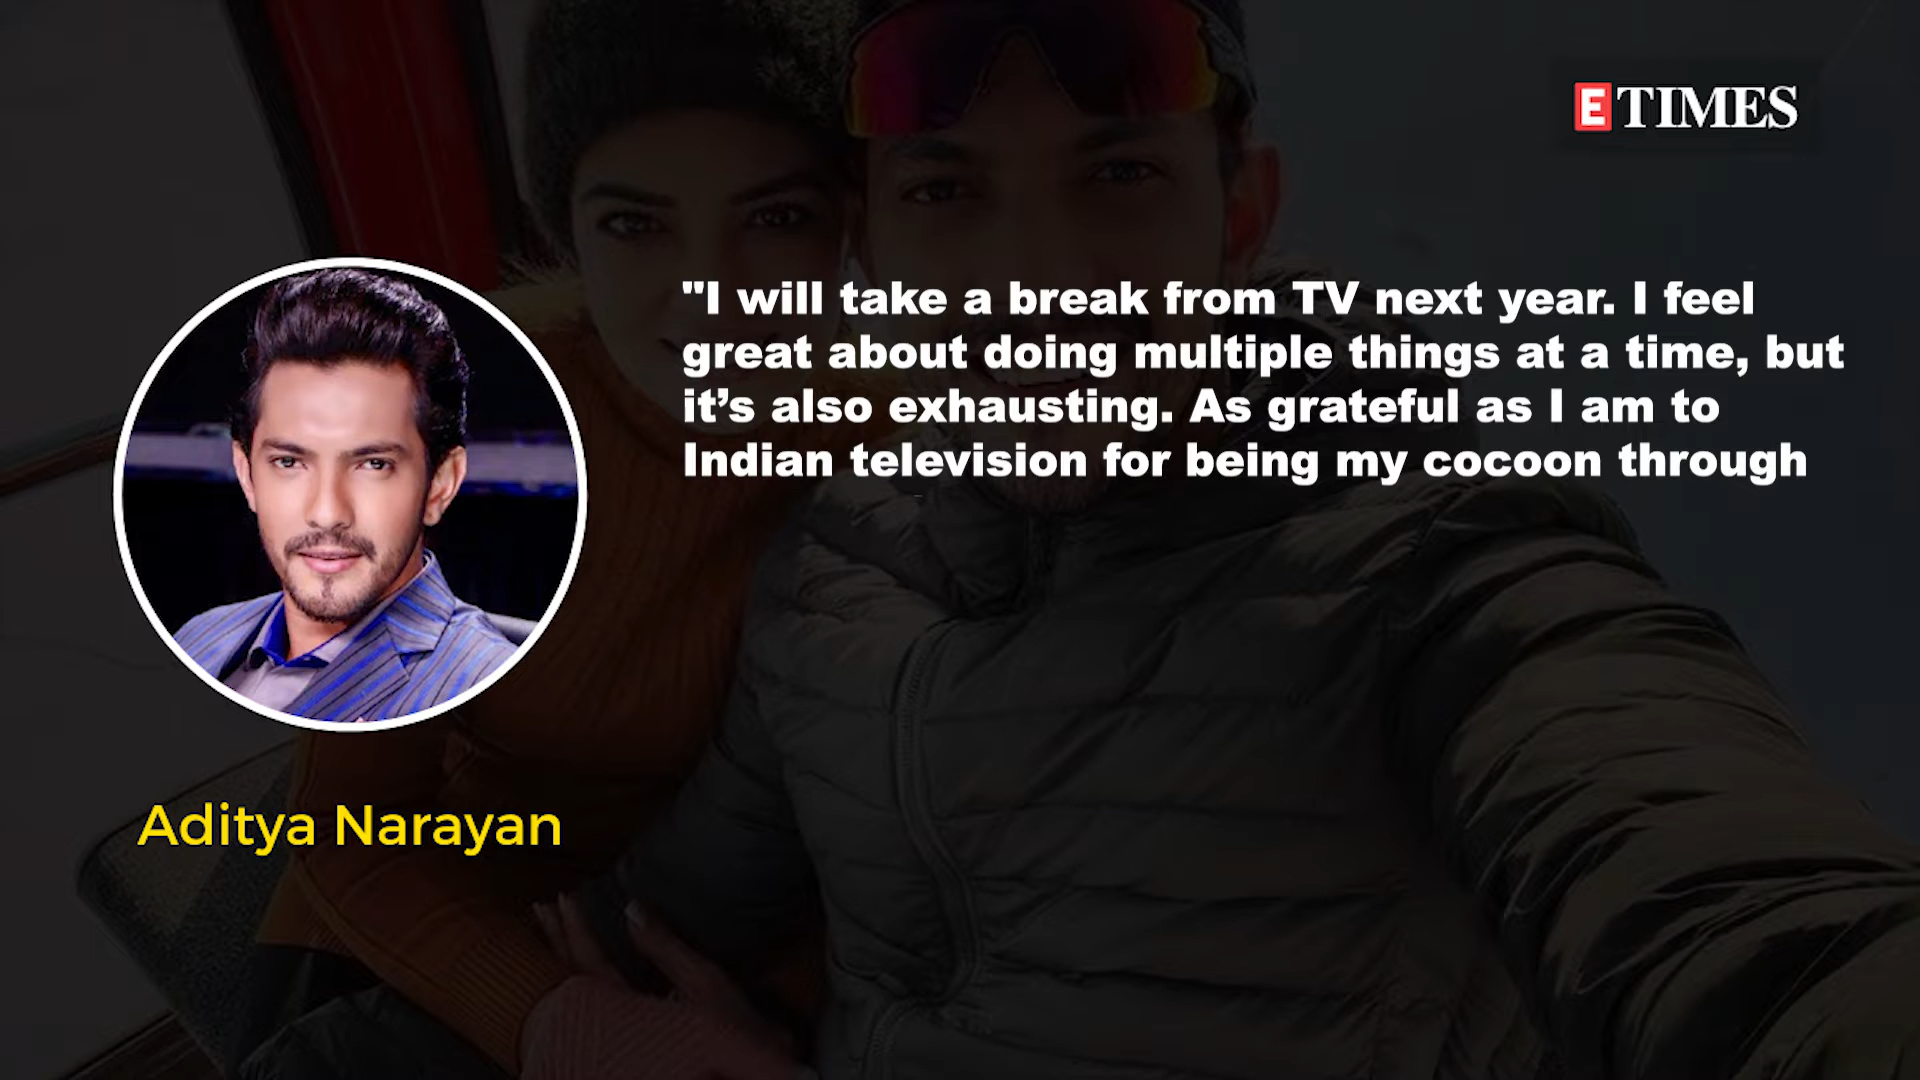 ETIMES
"I will take a break from TV next year. I feel
great about doing multiple things at a time, but
it’s also exhausting. As grateful as I am to
Indian television for being my cocoon through
Aditya Narayan